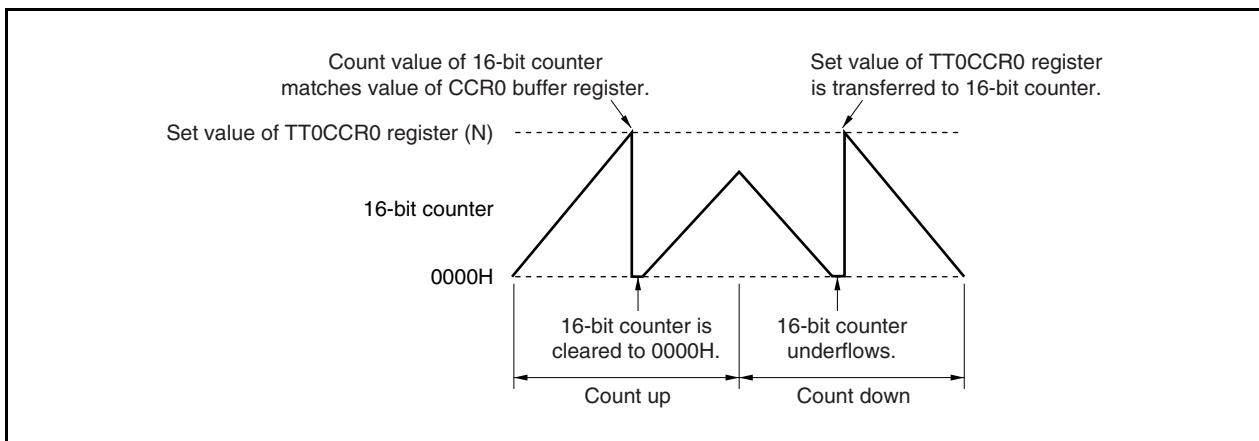 Count value of 16-bit counter
matches value of CCR0 buffer register.
Set value of TT0CCR0 register
is transferred to 16-bit counter.
Set value of TT0CCR0 register (N)
16-bit counter
0000H
16-bit counter is
cleared to 0000H.
16-bit counter
underflows.
Count up
Count down